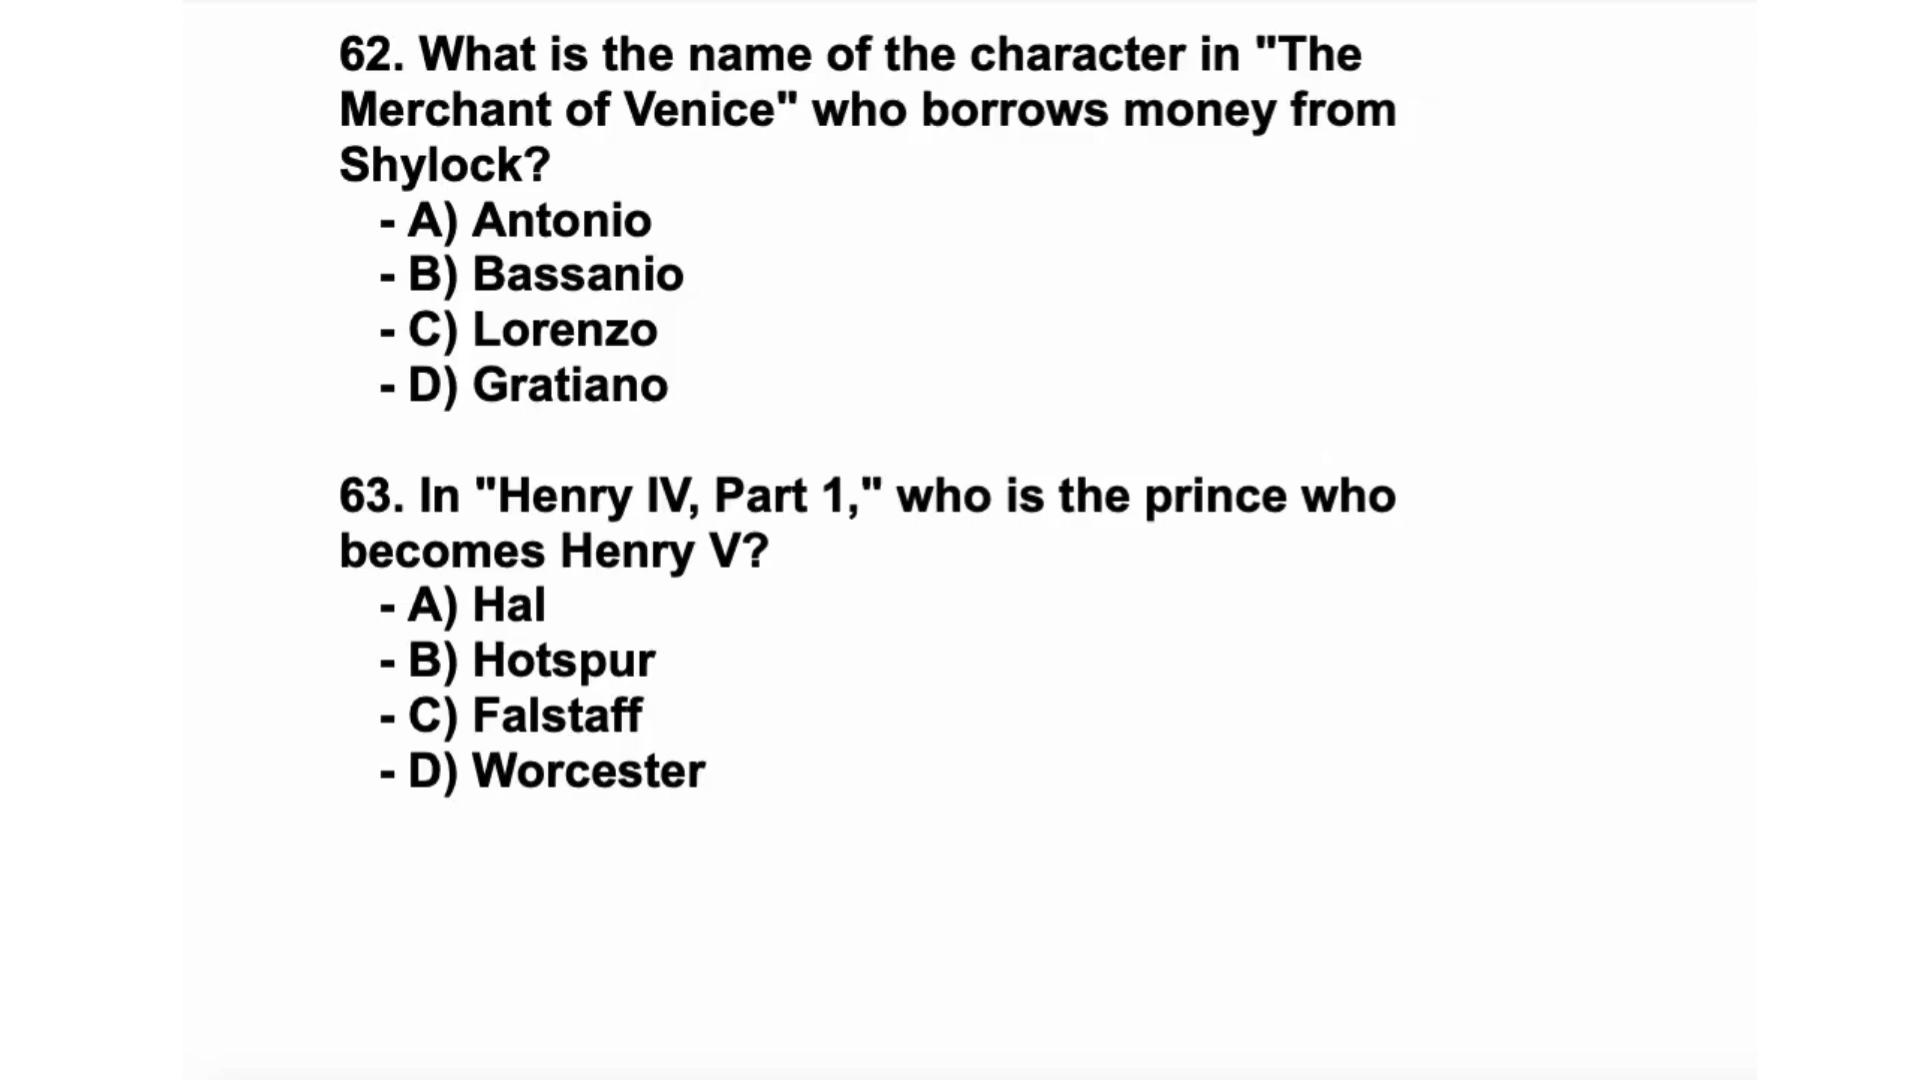 62. What is the name of the character in "The
Merchant of Venice" who borrows money from
Shylock?
- A) Antonio
- B) Bassanio
- C) Lorenzo
- D) Gratiano
63. In "Henry IV, Part 1," who is the prince who
becomes Henry V?
- A) Hal
- B) Hotspur
- C) Falstaff
- D) Worcester